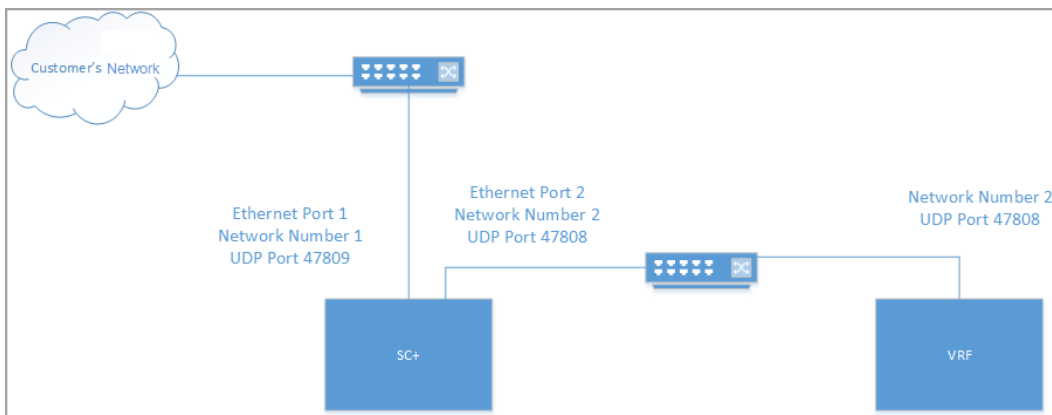 Customer's Network
Ethernet Port 1
Network Number 1
UDP Port 47809
Ethernet Port 2
Network Number 2
UDP Port 47808
Network Number 2
UDP Port 47808
SC+
VRF